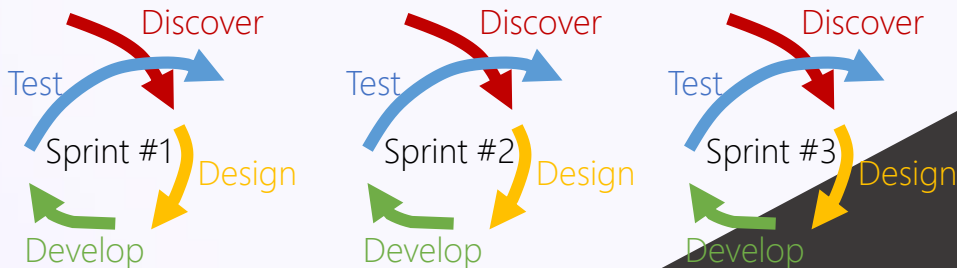 Discover
Test
Sprint #1
Design
Develop
Discover
Test
Sprint #2
Design
Develop
Discover
Test
Sprint #3
Design
Develop